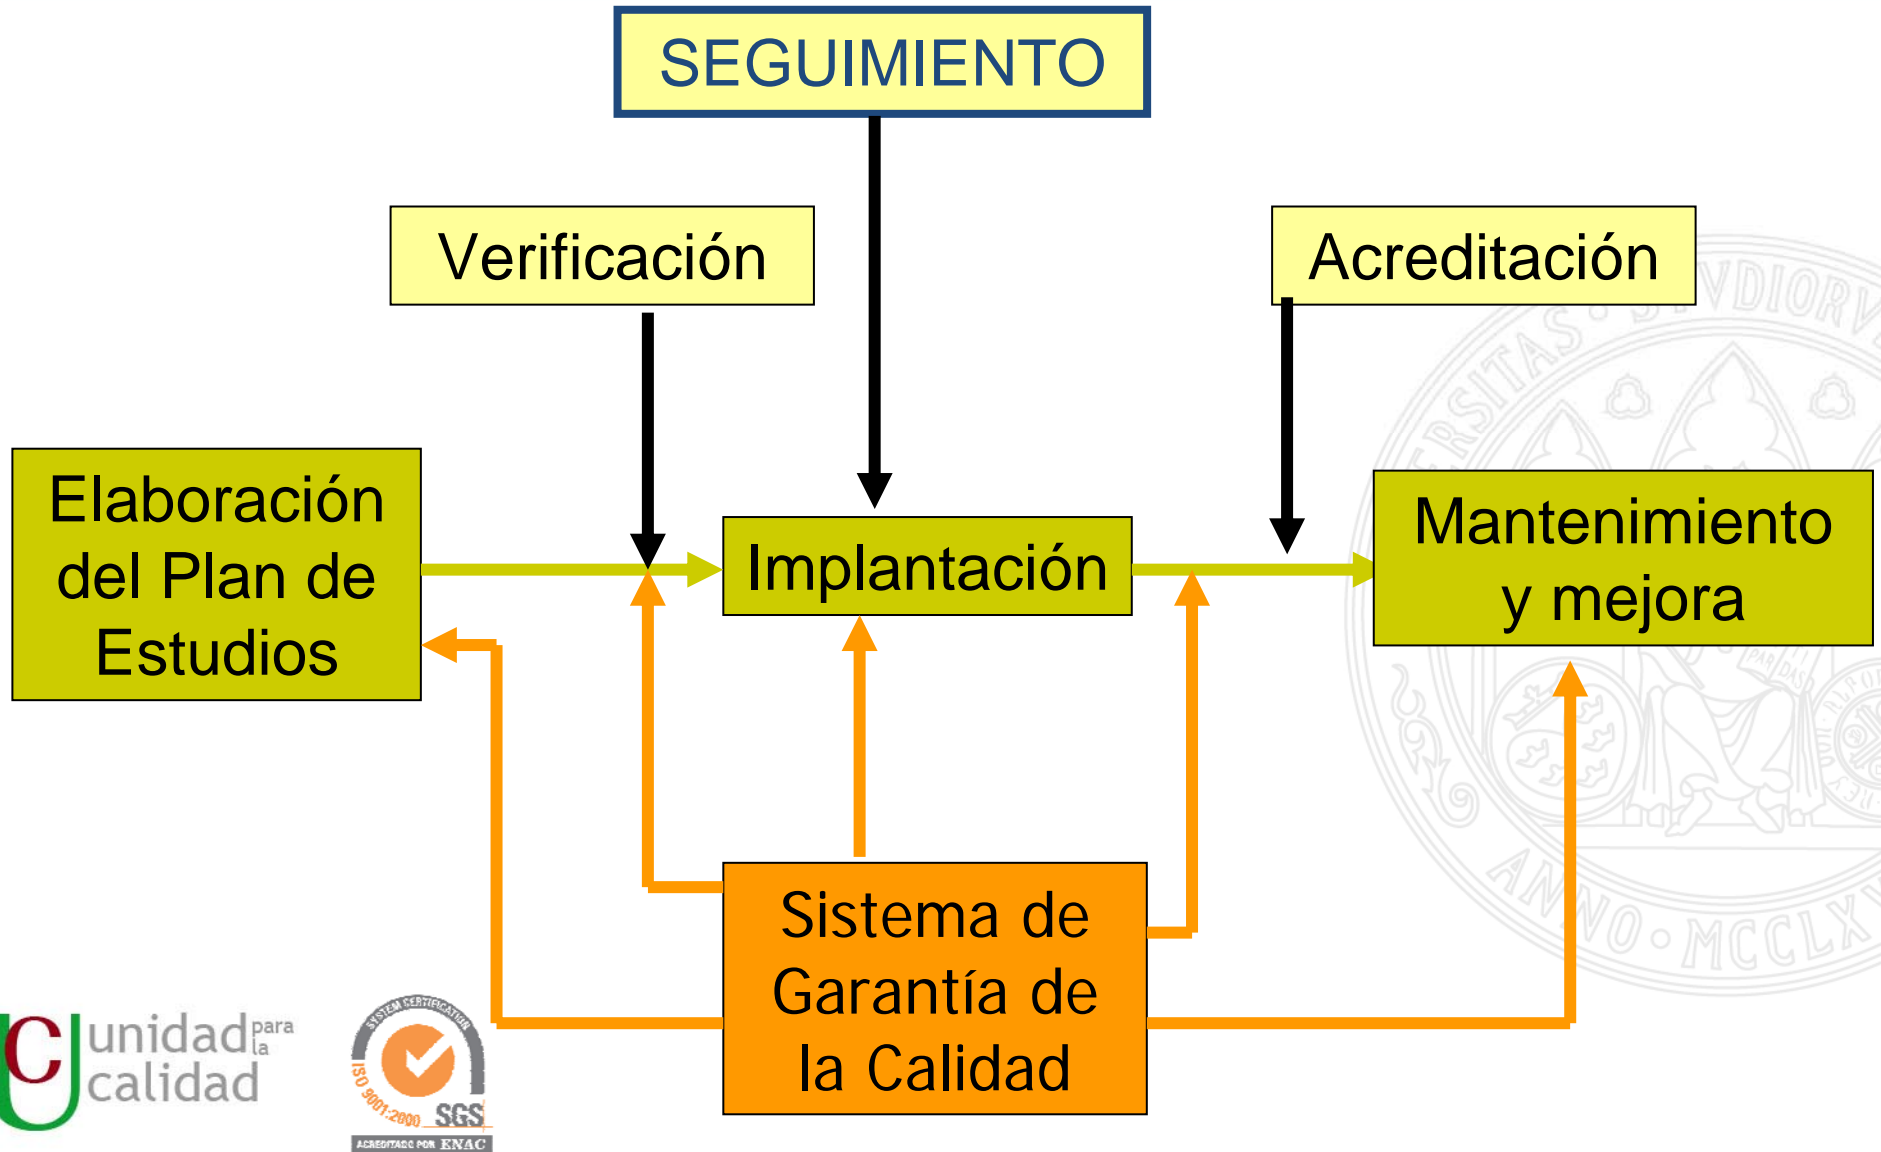 SEGUIMIENTO
Verificación
Acreditación
Elaboración
del Plan de
Estudios
Implantación
Mantenimiento
y mejora
Sistema de
Garantía de
la Calidad
unidad para
la
calidad
SYSTEM CERTIFICATION
ISO 9001:2000
SGS
ACREDITADO POR ENAC
ANNO · MCCLXV